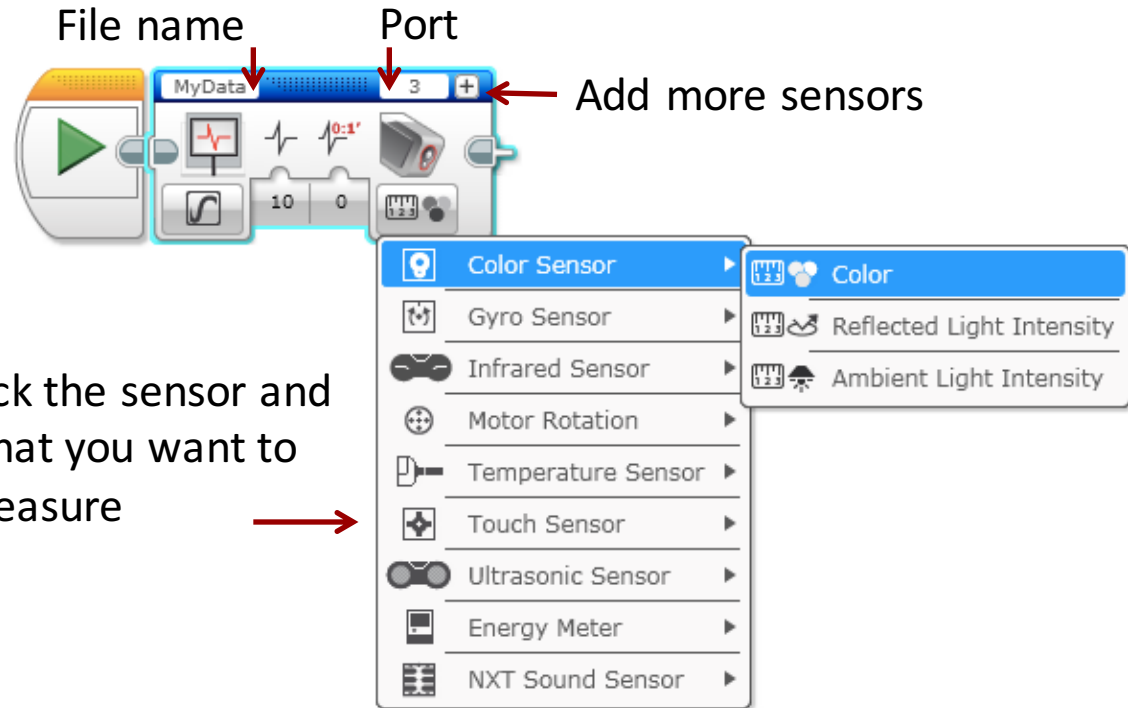 File name Port
MyData 3 +
Add more sensors
0:1'
10 0
Color Sensor
Gyro Sensor
Infrared Sensor
Motor Rotation
Temperature Sensor
Touch Sensor
Ultrasonic Sensor
Energy Meter
NXT Sound Sensor
Color
Reflected Light Intensity
Ambient Light Intensity
ck the sensor and
hat you want to
easure